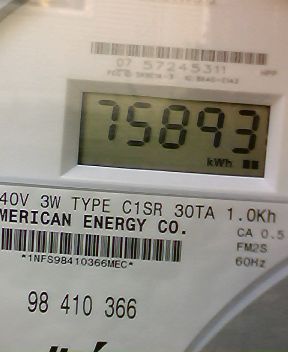 07 57245311
75893
kWh
40V 3W TYPE C1SR 30TA 1.0Kh
MERICAN ENERGY CO.
CA 0.5
FM2S
*1NFS98410366MEC*
60Hz
98 410 366